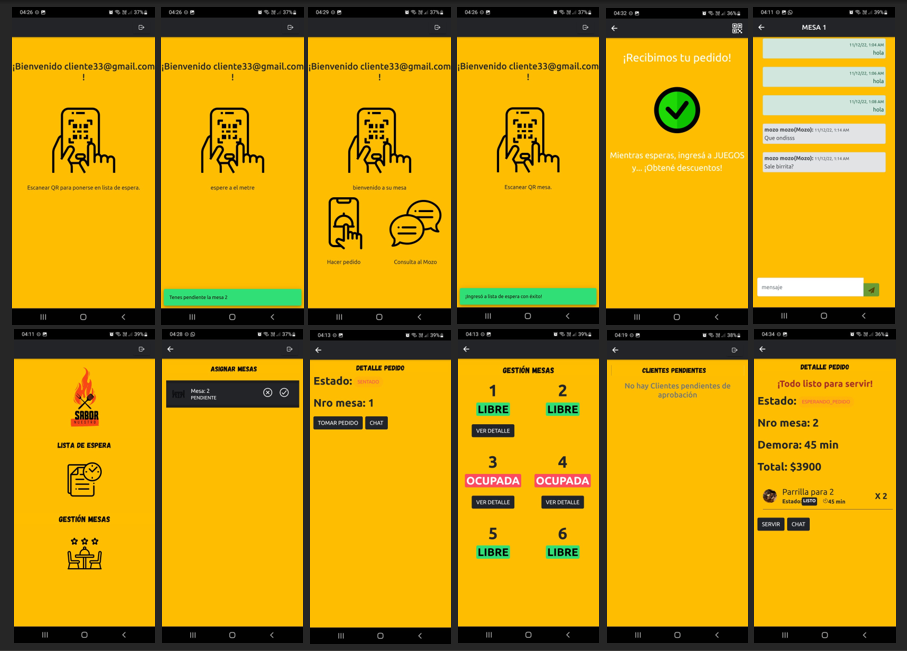 04:26
37%
¡Bienvenido cliente33@gmail.com
!
Escanear QR para ponerse en lista de espera.
04:26
37%
¡Bienvenido cliente33@gmail.com
!
espere a el metre
Tenes pendiente la mesa 2
04:29
36%
¡Bienvenido cliente33@gmail.com
!
bienvenido a su mesa
Hacer pedido
Consulta al Mozo
04:26
37%
¡Bienvenido cliente33@gmail.com
!
Escanear QR mesa.
¡Ingresó a lista de espera con éxito!
04:32
36%
¡Recibimos tu pedido!
Mientras esperas, ingresá a JUEGOS
y... ¡Obtené descuentos!
04:11
39%
MESA 1
11/12/22, 1:04 AM
hola
11/12/22, 1:06 AM
hola
11/12/22, 1:08 AM
hola
mozo mozo(Mozo): 11/12/22, 1:14 AM
Que ondisss
mozo mozo(Mozo): 11/12/22, 1:14 AM
Sale birrita?
mensaje
04:11
39%
SABOR
LISTA DE ESPERA
GESTIÓN MESAS
04:28
37%
ASIGNAR MESAS
Mesa: 2
PENDIENTE
04:13
39%
DETALLE PEDIDO
Estado:
Nro mesa: 1
TOMAR PEDIDO CHAT
04:13
39%
GESTIÓN MESAS
1 2
LIBRE LIBRE
VER DETALLE
3 4
OCUPADA OCUPADA
VER DETALLE VER DETALLE
5 6
LIBRE LIBRE
04:19
38%
CLIENTES PENDIENTES
No hay Clientes pendientes de
aprobación
04:34
36%
DETALLE PEDIDO
¡Todo listo para servir!
Estado: ESPERANDO_PEDIDO
Nro mesa: 2
Demora: 45 min
Total: $3900
Parrilla para 2
Estado: LISTO 45 min
X 2
SERVIR CHAT